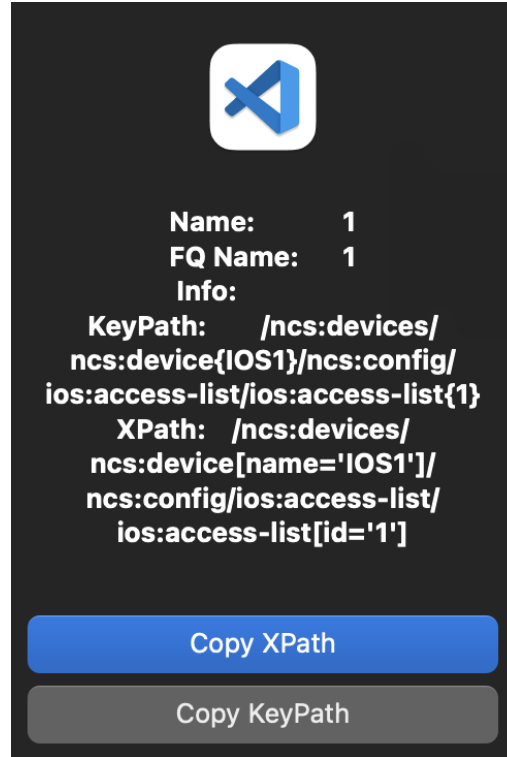 Name: 1
FQ Name: 1
Info:
KeyPath: /ncs:devices/
ncs:device{IOS1}/ncs:config/
ios:access-list/ios:access-list{1}
XPath: /ncs:devices/
ncs:device[name='IOS1']/
ncs:config/ios:access-list/
ios:access-list[id='1']
Copy XPath
Copy KeyPath